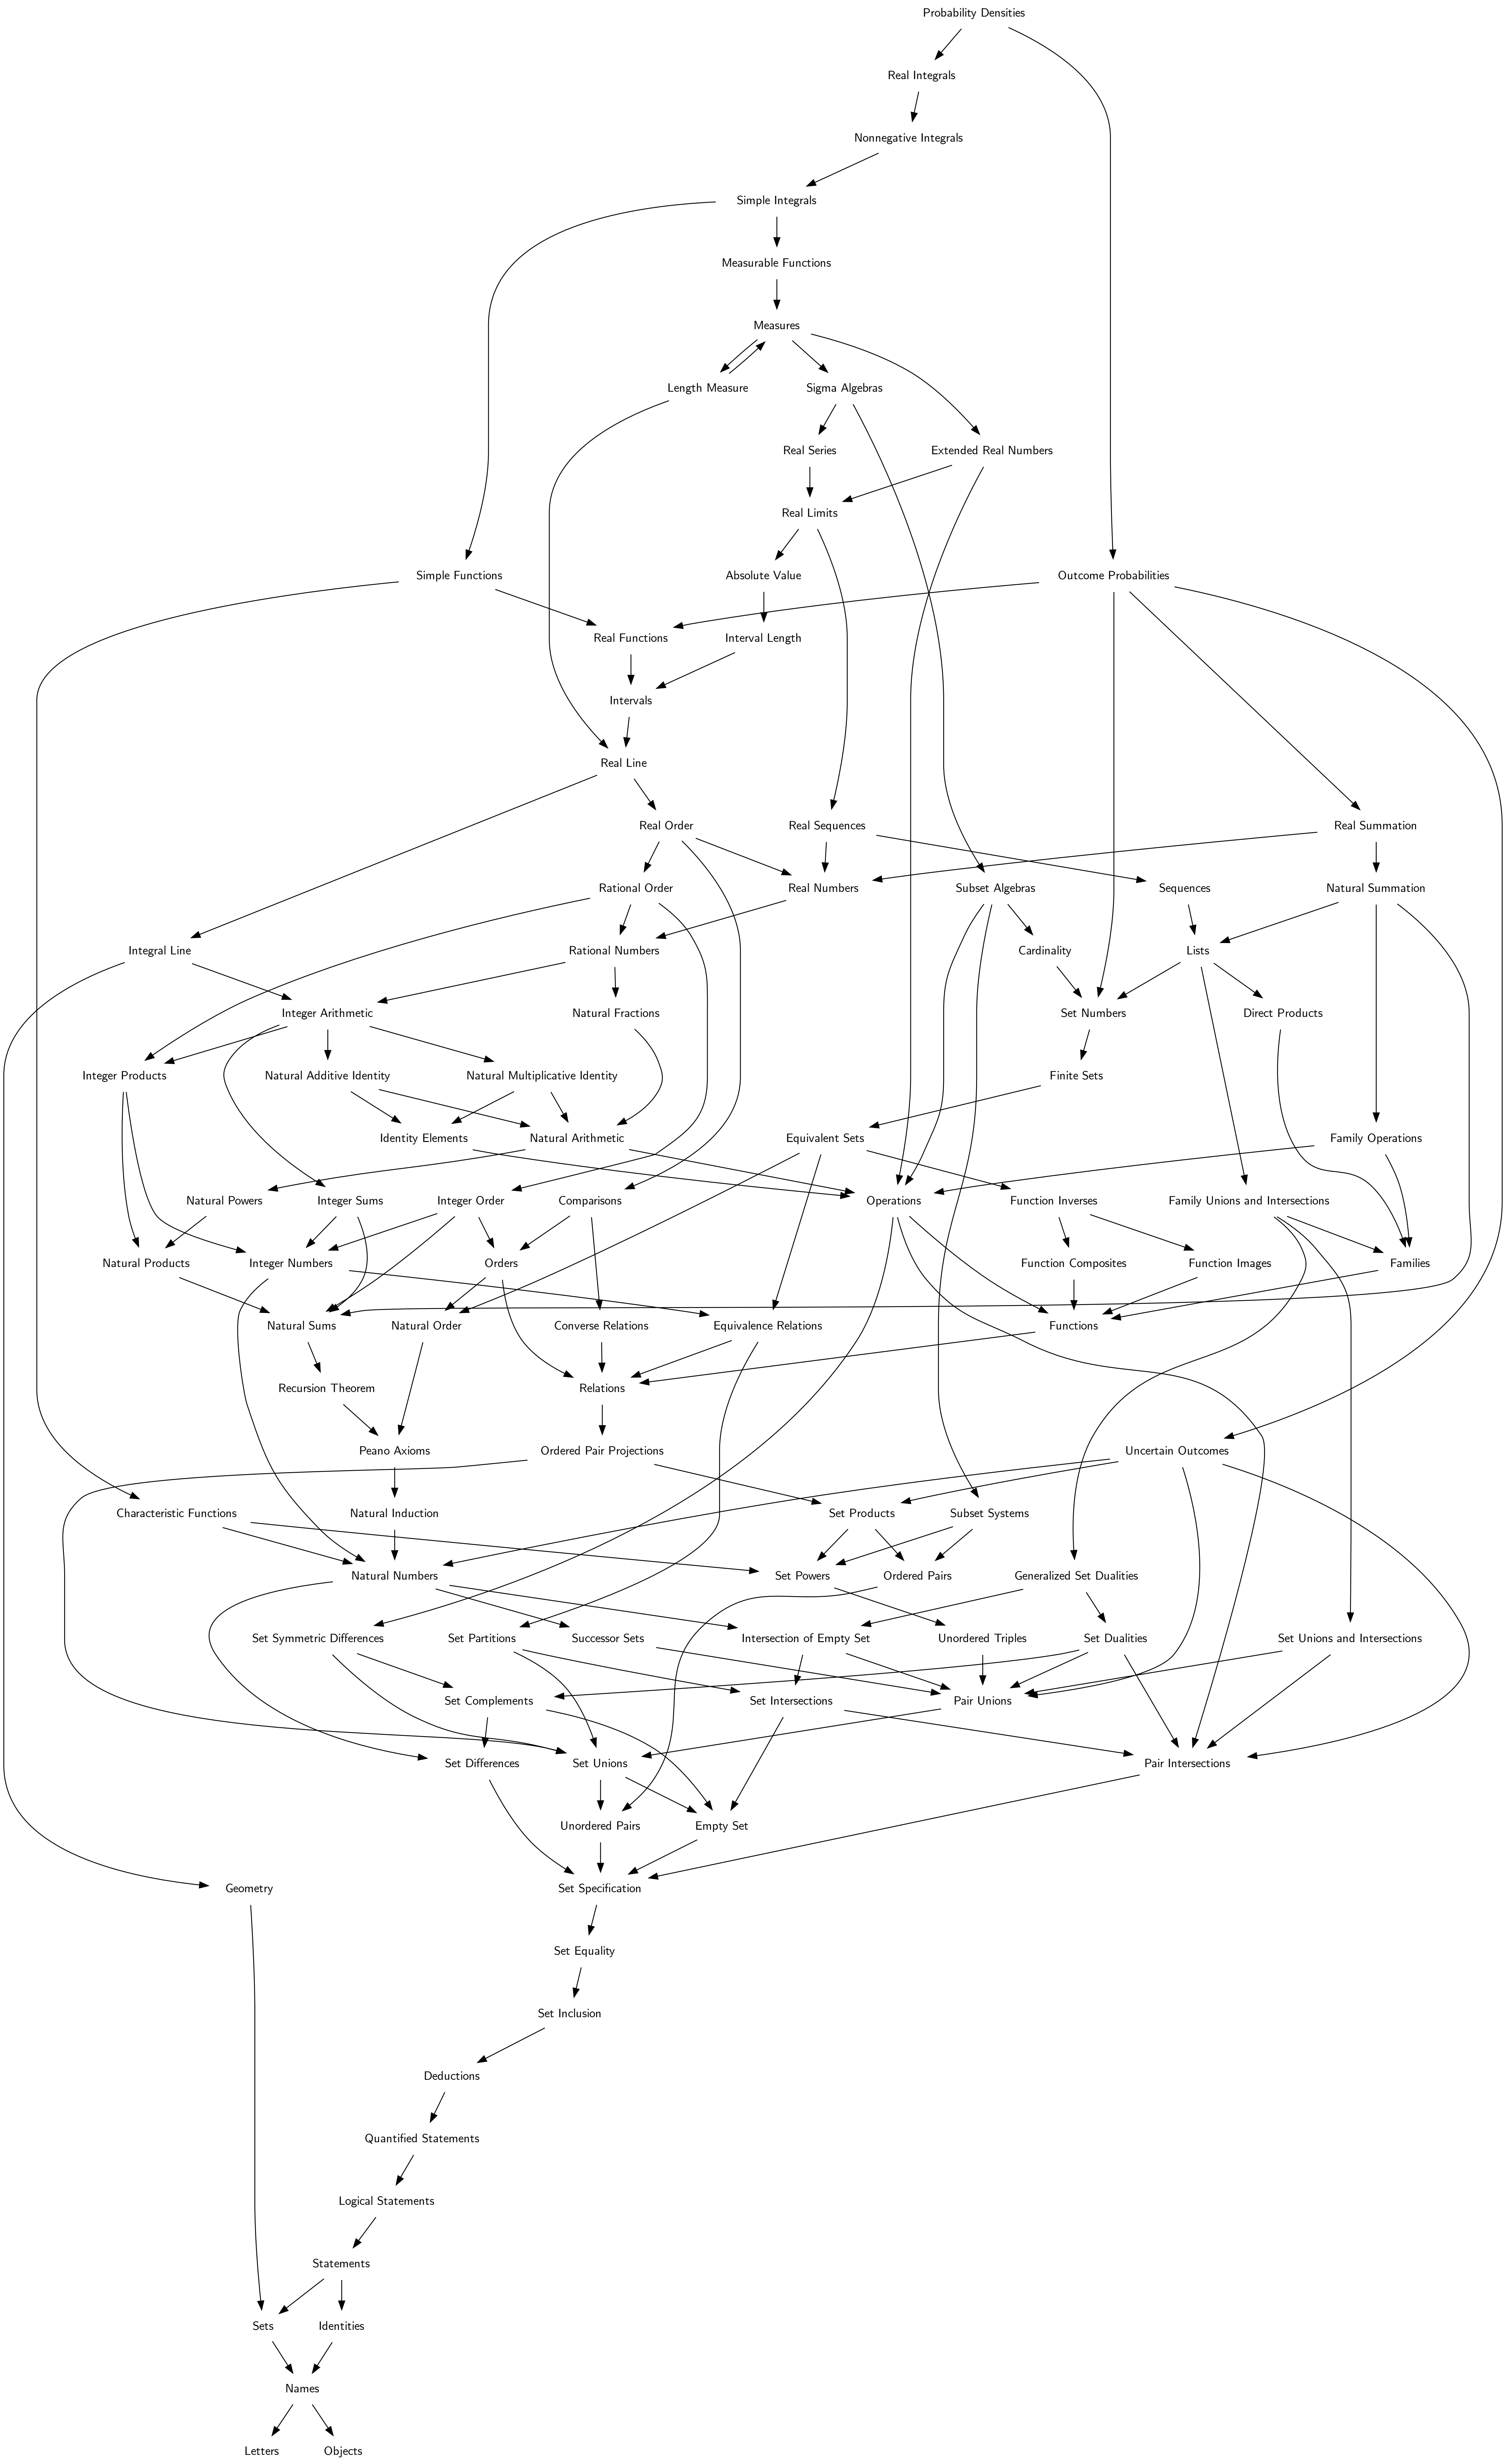 Probability Densities
Real Integrals
Nonnegative Integrals
Simple Integrals
Measurable Functions
Measures
Length Measure
Sigma Algebras
Real Series
Extended Real Numbers
Real Limits
Simple Functions
Absolute Value
Outcome Probabilities
Real Functions
Interval Length
Intervals
Real Line
Real Order
Real Sequences
Real Summation
Rational Order
Real Numbers
Subset Algebras
Sequences
Natural Summation
Integral Line
Rational Numbers
Cardinality
Lists
Integer Arithmetic
Natural Fractions
Set Numbers
Direct Products
Integer Products
Natural Additive Identity
Natural Multiplicative Identity
Finite Sets
Identity Elements
Natural Arithmetic
Equivalent Sets
Family Operations
Natural Powers
Integer Sums
Integer Order
Comparisons
Operations
Function Inverses
Family Unions and Intersections
Natural Products
Integer Numbers
Orders
Function Composites
Function Images
Families
Natural Sums
Natural Order
Converse Relations
Equivalence Relations
Functions
Recursion Theorem
Relations
Peano Axioms
Ordered Pair Projections
Uncertain Outcomes
Characteristic Functions
Natural Induction
Set Products
Subset Systems
Natural Numbers
Set Powers
Ordered Pairs
Generalized Set Dualities
Set Symmetric Differences
Set Partitions
Successor Sets
Intersection of Empty Set
Unordered Triples
Set Dualities
Set Unions and Intersections
Set Complements
Set Intersections
Pair Unions
Set Differences
Set Unions
Pair Intersections
Unordered Pairs
Empty Set
Geometry
Set Specification
Set Equality
Set Inclusion
Deductions
Quantified Statements
Logical Statements
Statements
Sets
Identities
Names
Letters
Objects